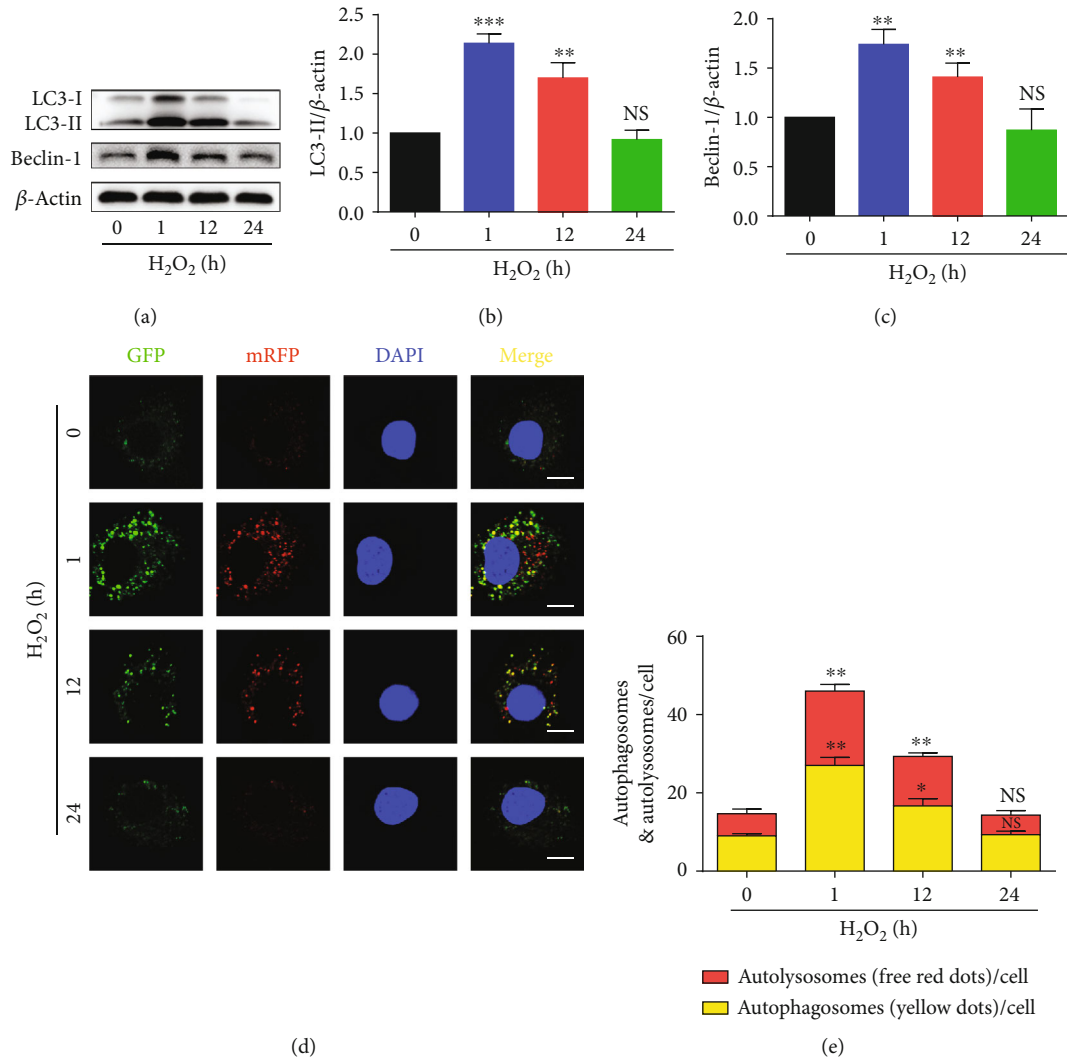 LC3-I
LC3-II
Beclin-1
β-Actin
0 1 12 24
H₂O₂ (h)
(a)
LC3-II/β-actin
2.5
2.0
1.5
1.0
0.5
0.0
***
**
NS
0 1 12 24
H₂O₂ (h)
(b)
Beclin-1/β-actin
2.0
1.5
1.0
0.5
0.0
**
**
NS
0 1 12 24
H₂O₂ (h)
(c)
GFP mRFP DAPI Merge
H₂O₂ (h)
0
1
12
24
(d)
Autophagosomes
& autolysosomes/cell
60
40
20
0
**
**
**
*
NS
NS
0 1 12 24
H₂O₂ (h)
Autolysosomes (free red dots)/cell
Autophagosomes (yellow dots)/cell
(e)